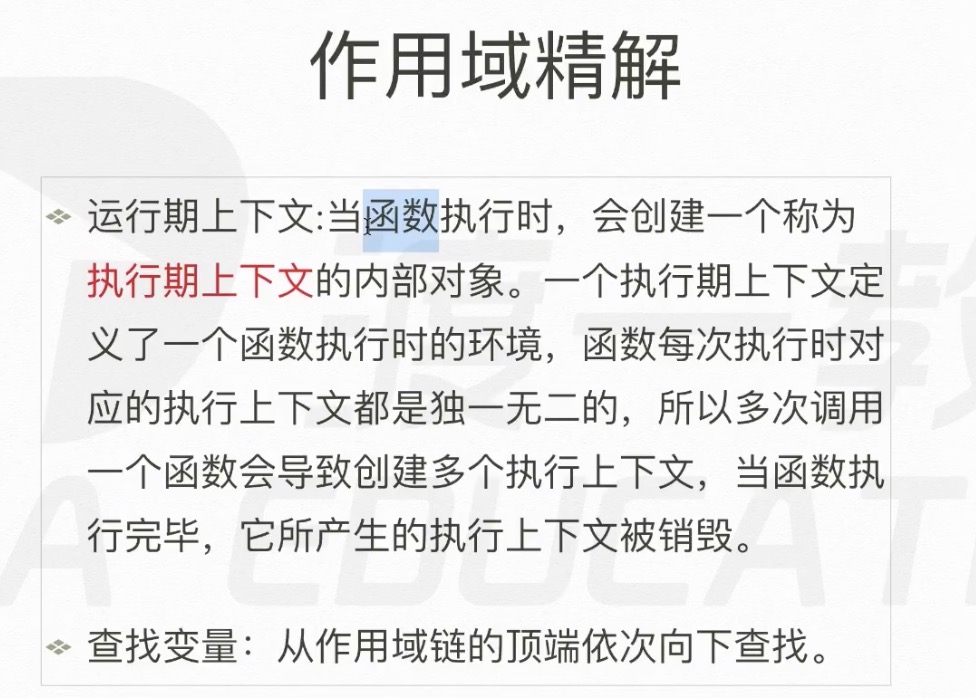 作用域精解
运行期上下文:当函数执行时，会创建一个称为
执行期上下文的内部对象。一个执行期上下文定
义了一个函数执行时的环境，函数每次执行时对
应的执行上下文都是独一无二的，所以多次调用
一个函数会导致创建多个执行上下文，当函数执
行完毕，它所产生的执行上下文被销毁。
查找变量：从作用域链的顶端依次向下查找。